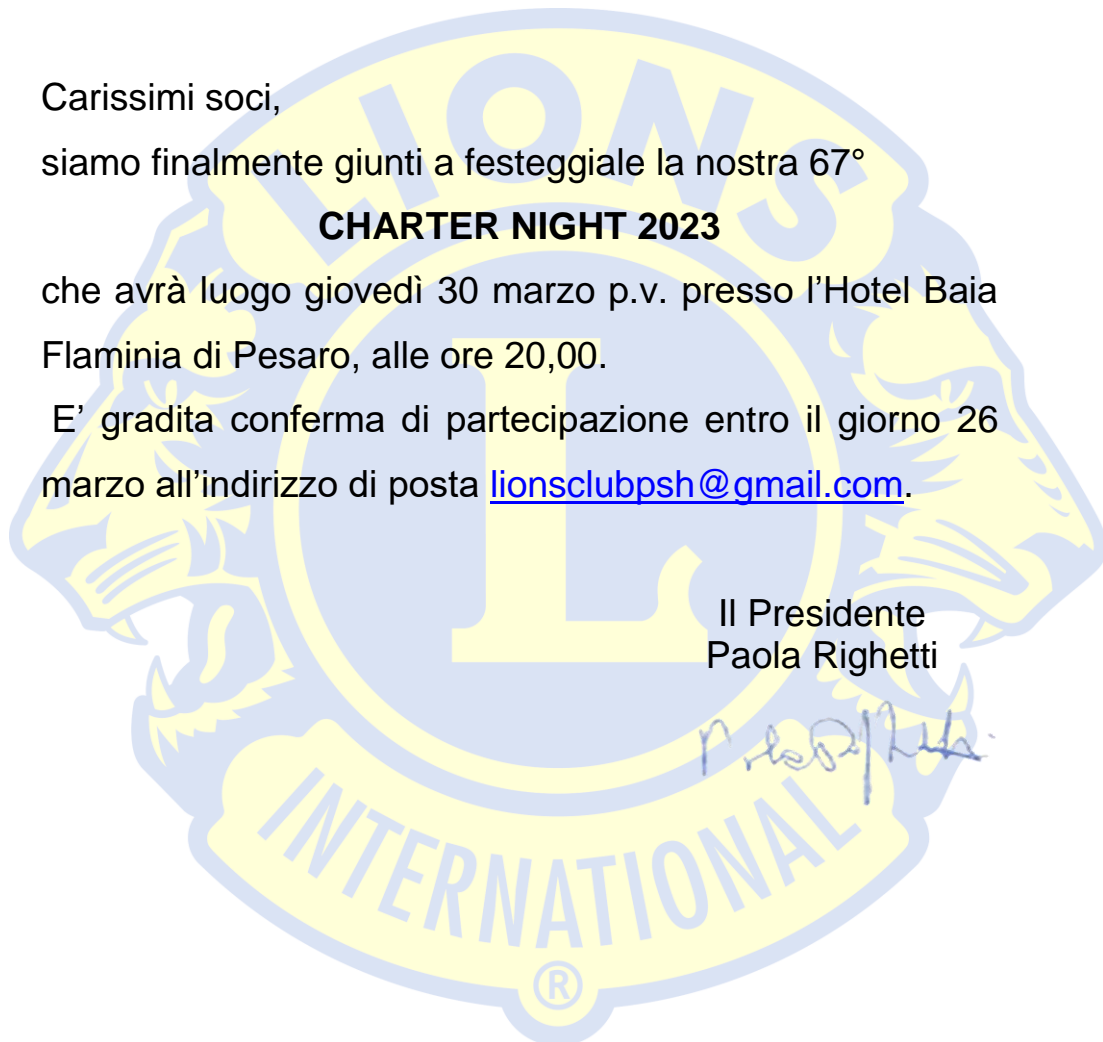 LIONS
Carissimi soci,
siamo finalmente giunti a festeggiale la nostra 67°
CHARTER NIGHT 2023
che avrà luogo giovedì 30 marzo p.v. presso l’Hotel Baia
Flaminia di Pesaro, alle ore 20,00.
E’ gradita conferma di partecipazione entro il giorno 26
marzo all’indirizzo di posta lionsclubpsh@gmail.com.
L
Il Presidente
Paola Righetti
INTERNATIONAL
®